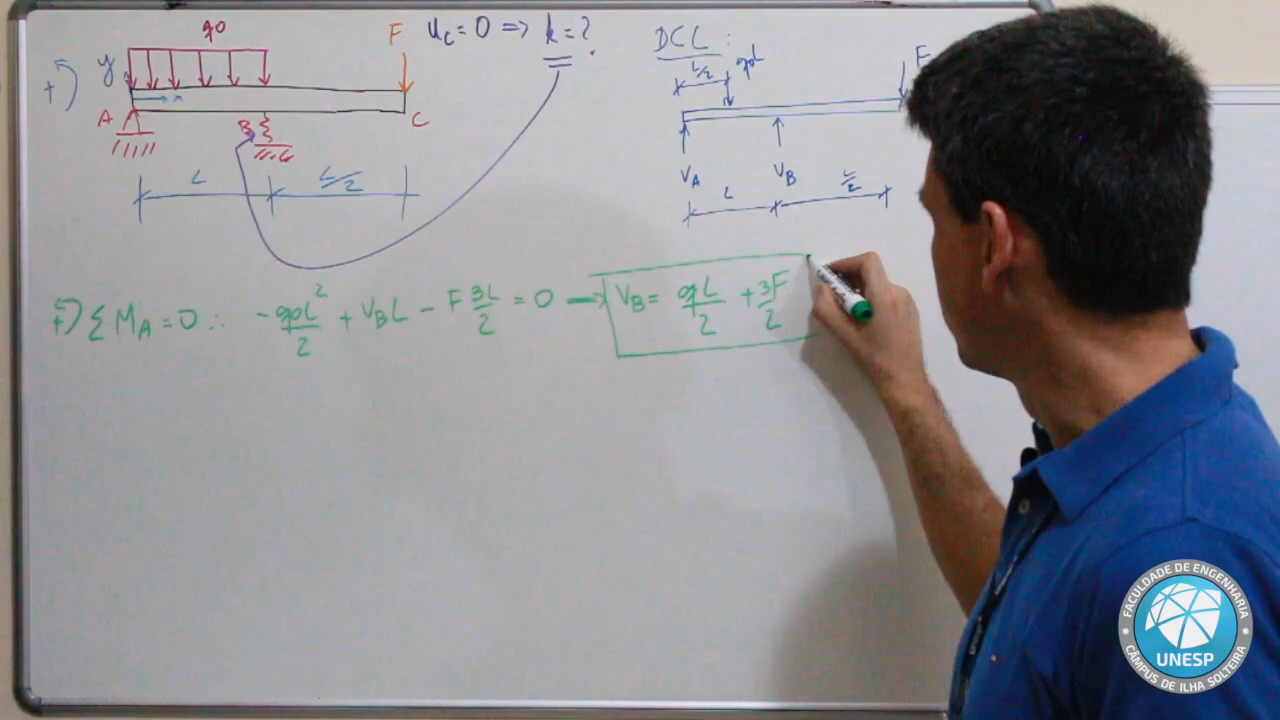 q0
F
u_c = 0 ⇒ k = ?
y
+)
x
A
B
C
L
L/2
DCL:
L/2
q0L
F
V_A
V_B
L
L/2
+) Σ M_A = 0 ∴ - q0L²/2 + V_B L - F 3L/2 = 0 → V_B = q0L/2 + 3F/2
FACULDADE DE ENGENHARIA
UNESP
CÂMPUS DE ILHA SOLTEIRA